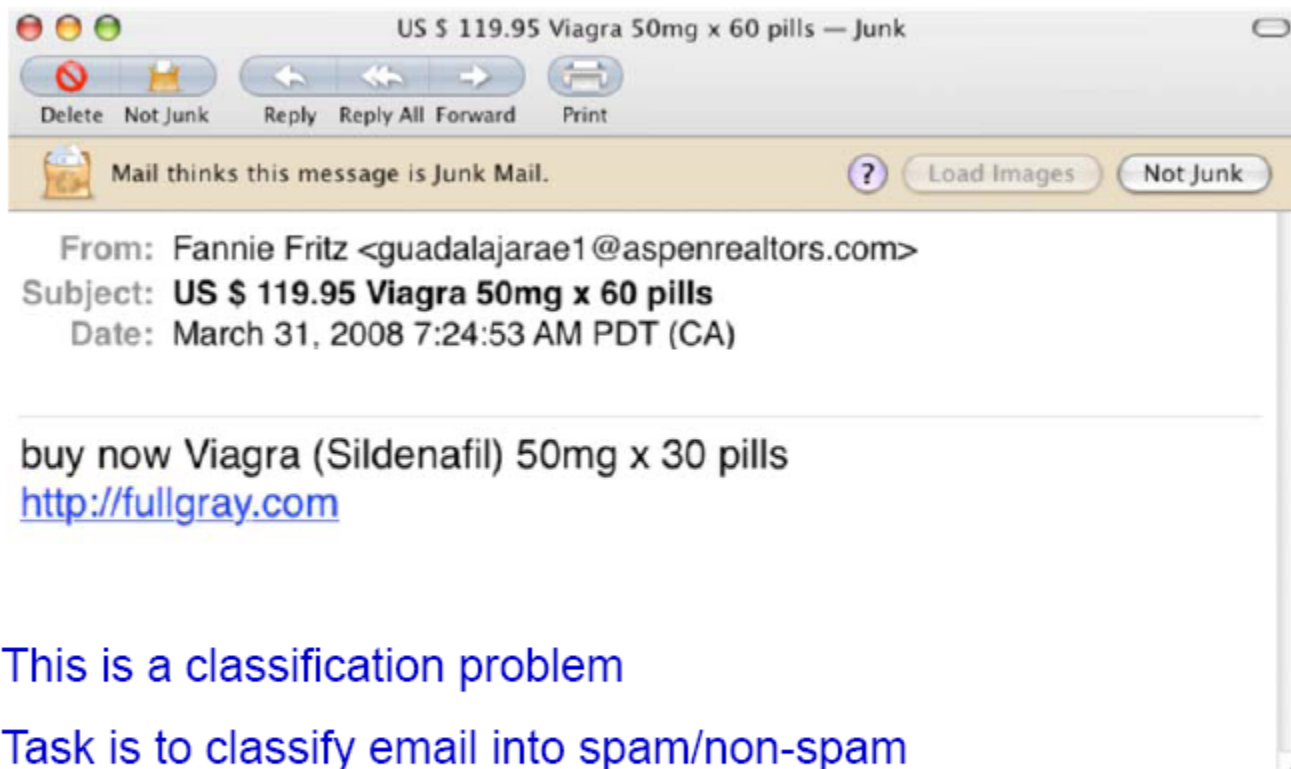 US $ 119.95 Viagra 50mg x 60 pills — Junk
Delete Not Junk Reply Reply All Forward Print
Mail thinks this message is Junk Mail. ? Load Images Not Junk
From: Fannie Fritz <guadalajarae1@aspenrealtors.com>
Subject: US $ 119.95 Viagra 50mg x 60 pills
Date: March 31, 2008 7:24:53 AM PDT (CA)
buy now Viagra (Sildenafil) 50mg x 30 pills
http://fullgray.com
This is a classification problem
Task is to classify email into spam/non-spam